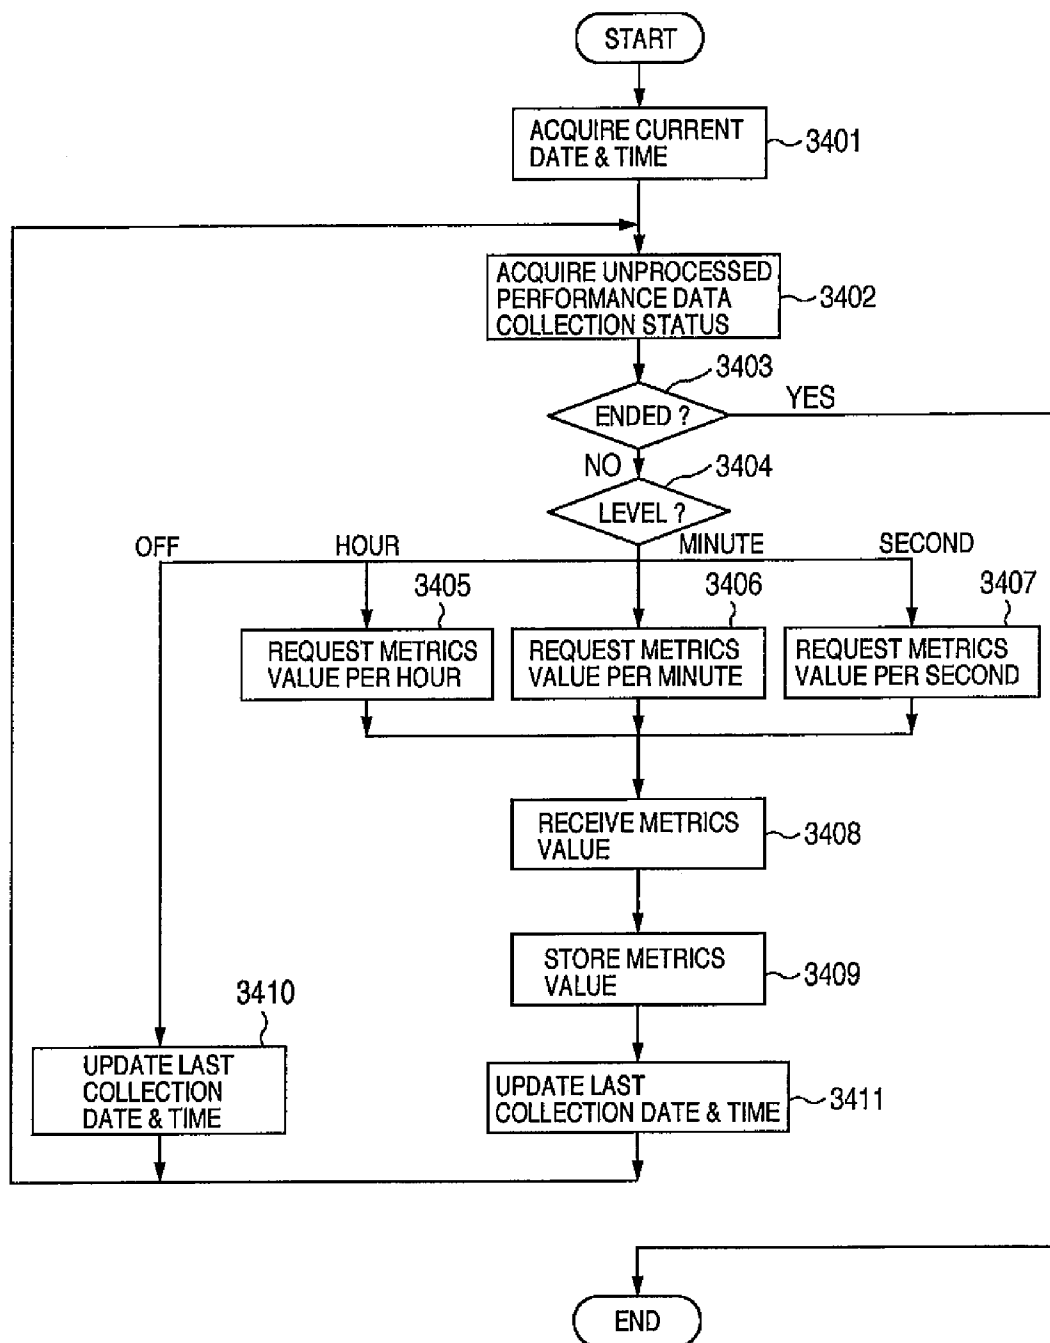 START
ACQUIRE CURRENT
DATE & TIME
3401
ACQUIRE UNPROCESSED
PERFORMANCE DATA
COLLECTION STATUS
3402
3403
ENDED ?
YES
NO
3404
LEVEL ?
OFF
HOUR
MINUTE
SECOND
3405
3406
3407
REQUEST METRICS
VALUE PER HOUR
REQUEST METRICS
VALUE PER MINUTE
REQUEST METRICS
VALUE PER SECOND
RECEIVE METRICS
VALUE
3408
STORE METRICS
VALUE
3409
3410
UPDATE LAST
COLLECTION
DATE & TIME
UPDATE LAST
COLLECTION DATE & TIME
3411
END